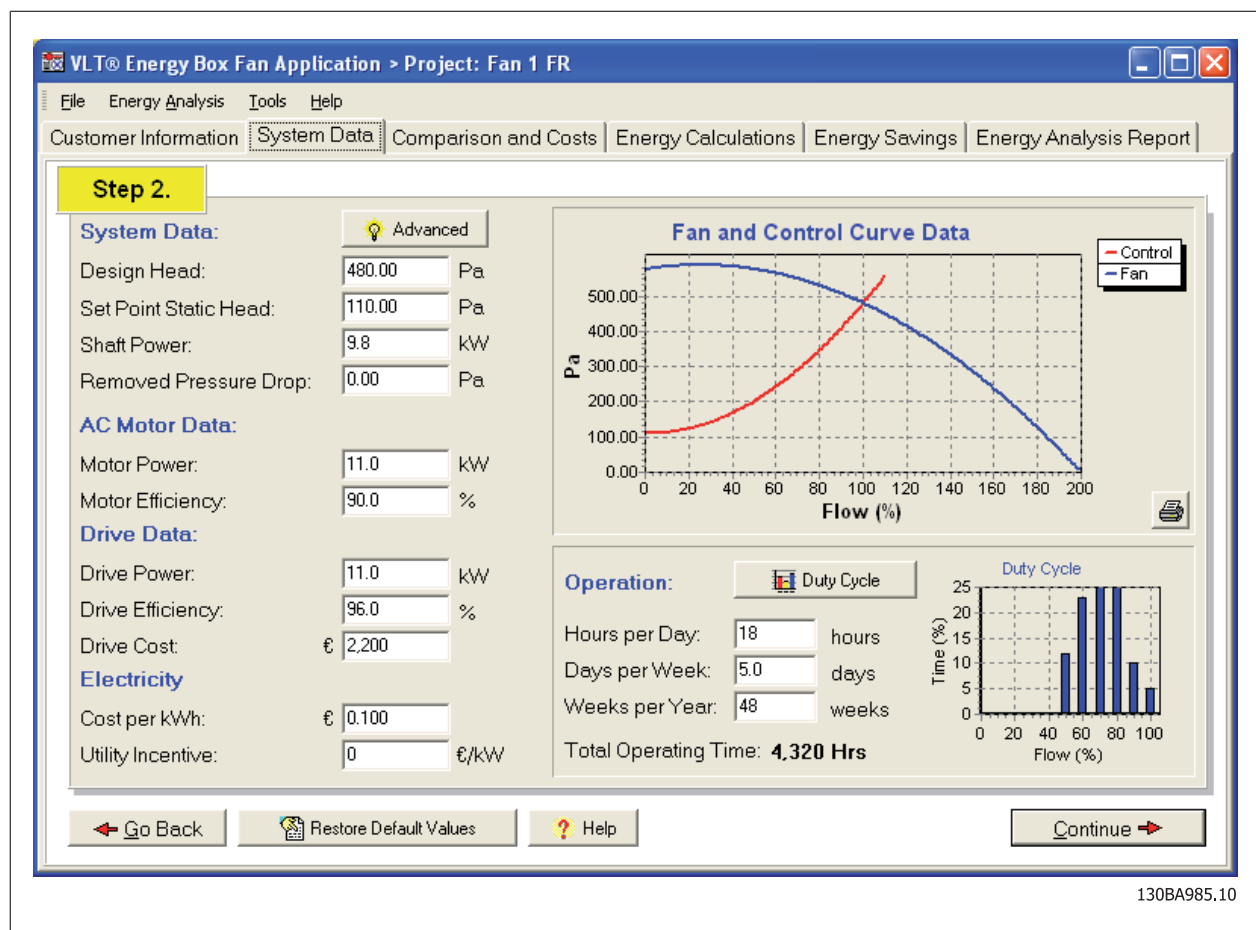 VLT® Energy Box Fan Application > Project: Fan 1 FR
File Energy Analysis Tools Help
Customer Information System Data Comparison and Costs Energy Calculations Energy Savings Energy Analysis Report
Step 2.
System Data:
Advanced
Design Head: 480.00 Pa
Set Point Static Head: 110.00 Pa
Shaft Power: 9.8 kW
Removed Pressure Drop: 0.00 Pa
AC Motor Data:
Motor Power: 11.0 kW
Motor Efficiency: 90.0 %
Drive Data:
Drive Power: 11.0 kW
Drive Efficiency: 96.0 %
Drive Cost: € 2,200
Electricity
Cost per kWh: € 0.100
Utility Incentive: 0 €/kW
Fan and Control Curve Data
Control
Fan
500.00
400.00
300.00
200.00
100.00
0.00
Pa
0 20 40 60 80 100 120 140 160 180 200
Flow (%)
Operation:
Duty Cycle
Hours per Day: 18 hours
Days per Week: 5.0 days
Weeks per Year: 48 weeks
Total Operating Time: 4,320 Hrs
Duty Cycle
25
20
15
10
5
0
Time (%)
0 20 40 60 80 100
Flow (%)
Go Back Restore Default Values ? Help Continue
130BA985.10